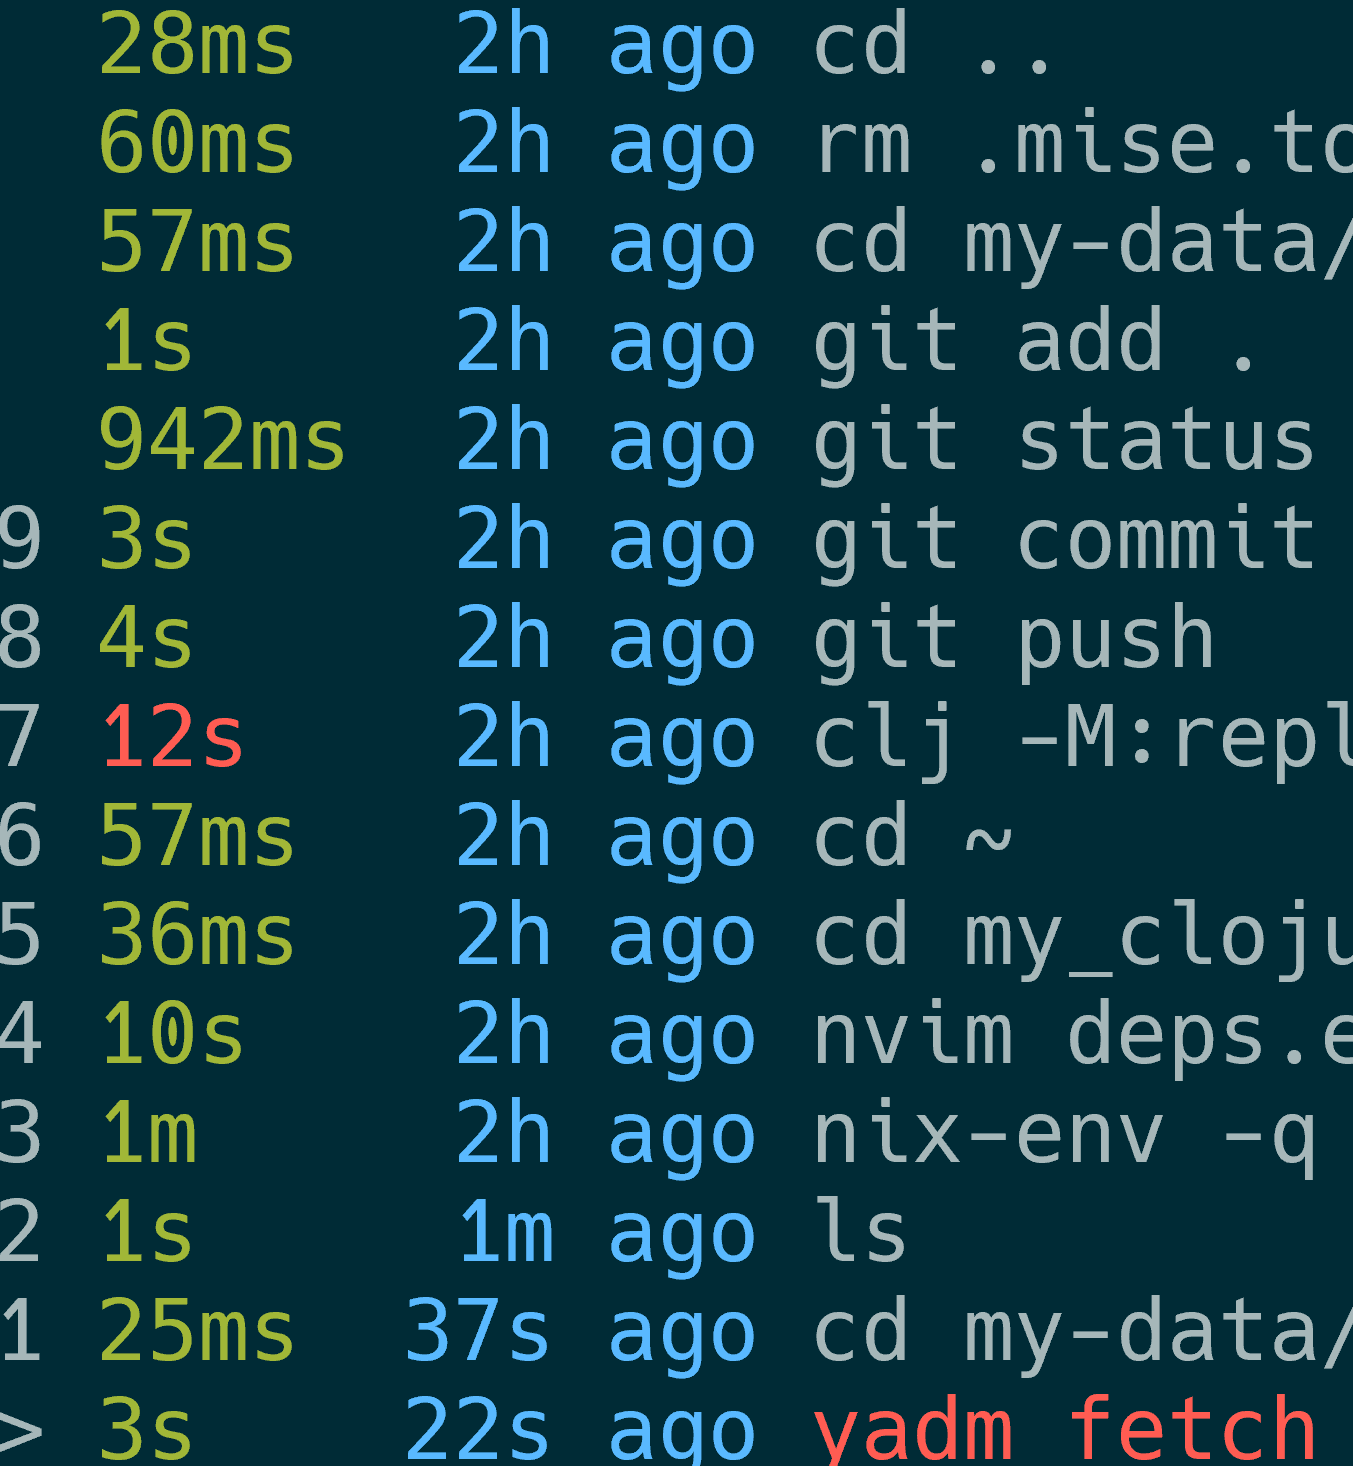 28ms 2h ago cd ..
60ms 2h ago rm .mise.to
57ms 2h ago cd my-data/
1s 2h ago git add .
942ms 2h ago git status
9 3s 2h ago git commit
8 4s 2h ago git push
7 12s 2h ago clj -M:repl
6 57ms 2h ago cd ~
5 36ms 2h ago cd my_cloju
4 10s 2h ago nvim deps.e
3 1m 2h ago nix-env -q
2 1s 1m ago ls
1 25ms 37s ago cd my-data/
> 3s 22s ago yadm fetch